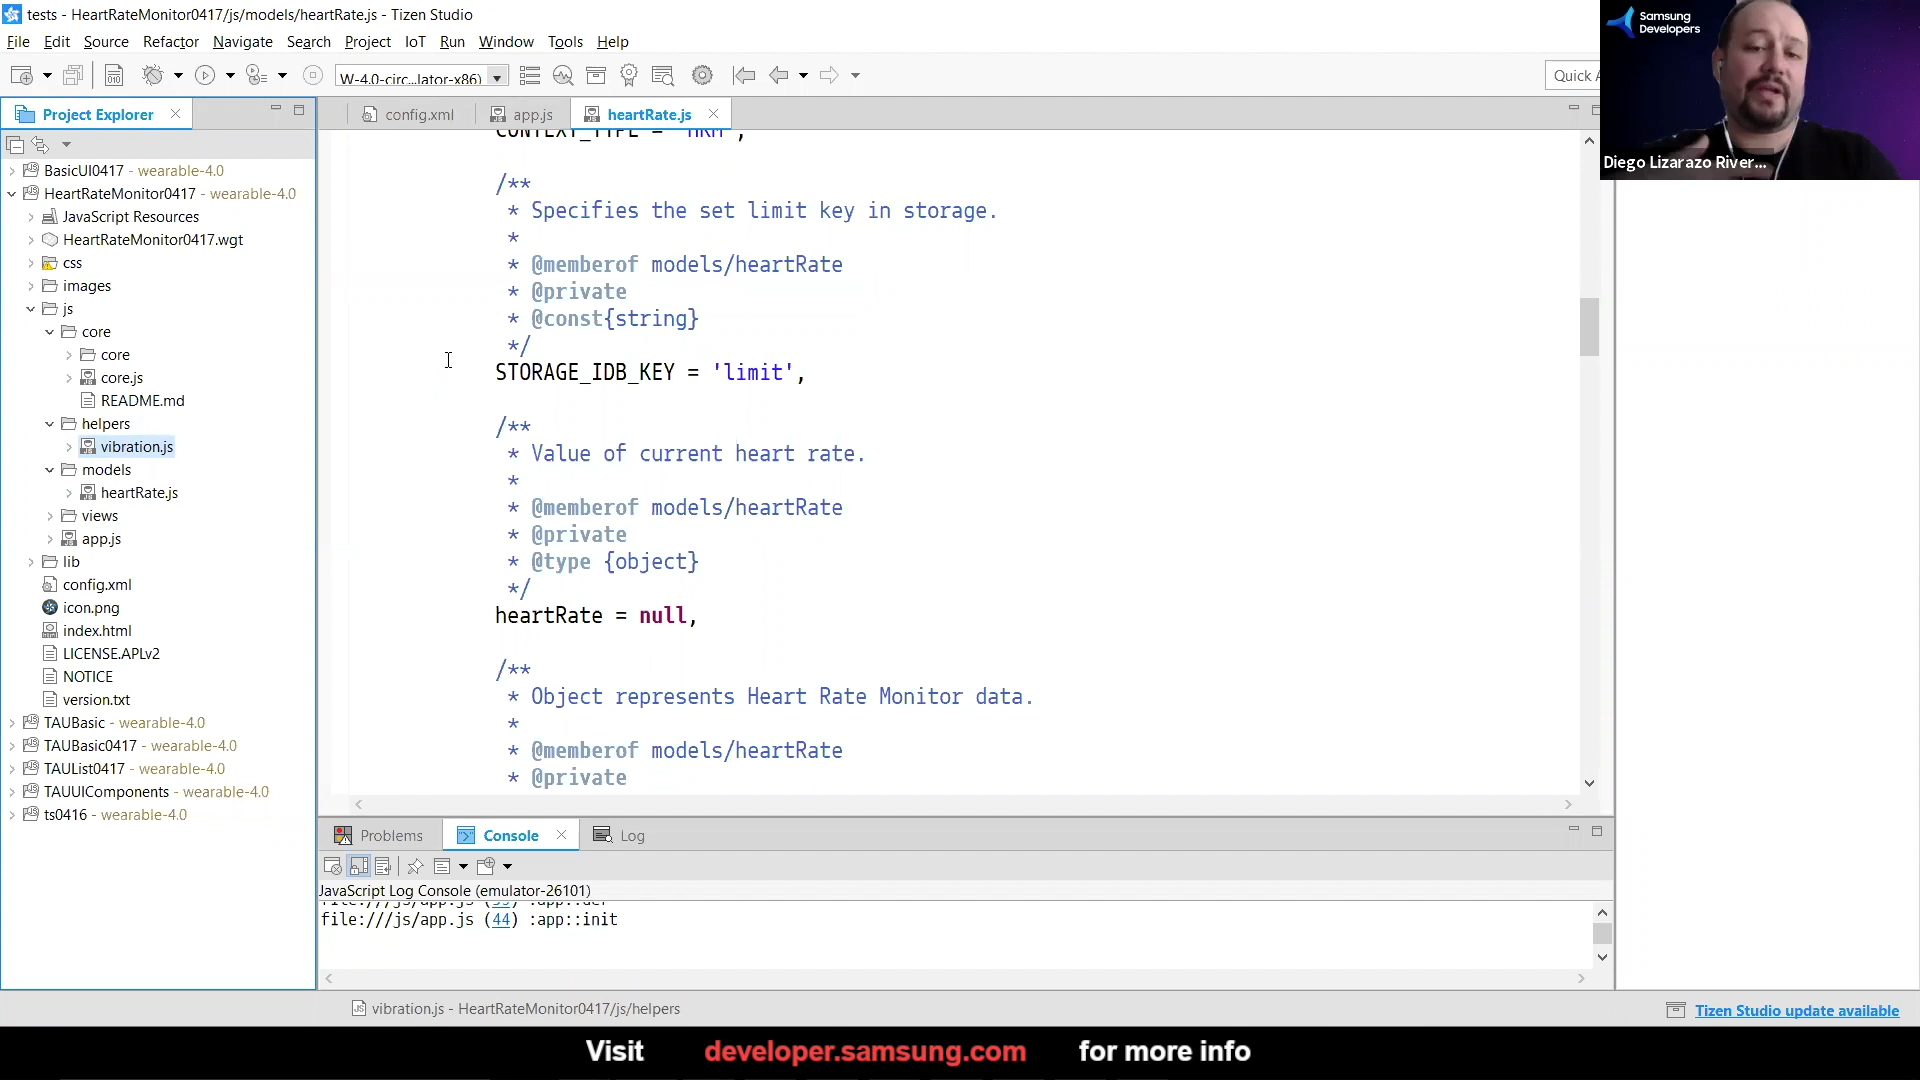 tests - HeartRateMonitor0417/js/models/heartRate.js - Tizen Studio
File Edit Source Refactor Navigate Search Project IoT Run Window Tools Help
W-4.0-circ...lator-x86)
Quick A
Samsung
Developers
Diego Lizarazo River...
Project Explorer
config.xml
app.js
heartRate.js
BasicUI0417 - wearable-4.0
HeartRateMonitor0417 - wearable-4.0
JavaScript Resources
HeartRateMonitor0417.wgt
css
images
js
core
core
core.js
README.md
helpers
vibration.js
models
heartRate.js
views
app.js
lib
config.xml
icon.png
index.html
LICENSE.APLv2
NOTICE
version.txt
TAUBasic - wearable-4.0
TAUBasic0417 - wearable-4.0
TAUList0417 - wearable-4.0
TAUUIComponents - wearable-4.0
ts0416 - wearable-4.0
CONTEXT_TYPE = 'HRM',
/**
* Specifies the set limit key in storage.
*
* @memberof models/heartRate
* @private
* @const{string}
*/
STORAGE_IDB_KEY = 'limit',
/**
* Value of current heart rate.
*
* @memberof models/heartRate
* @private
* @type {object}
*/
heartRate = null,
/**
* Object represents Heart Rate Monitor data.
*
* @memberof models/heartRate
* @private
Problems
Console
Log
JavaScript Log Console (emulator-26101)
file:///js/app.js (44) :app::init
vibration.js - HeartRateMonitor0417/js/helpers
Tizen Studio update available
Visit developer.samsung.com for more info